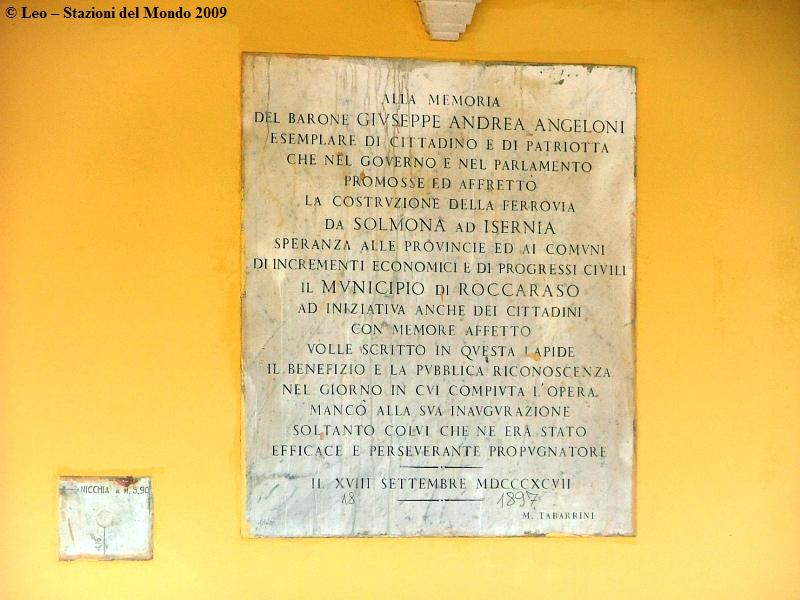 © Leo – Stazioni del Mondo 2009
ALLA MEMORIA
DEL BARONE GIVSEPPE ANDREA ANGELONI
ESEMPLARE DI CITTADINO E DI PATRIOTTA
CHE NEL GOVERNO E NEL PARLAMENTO
PROMOSSE ED AFFRETTÒ
LA COSTRVZIONE DELLA FERROVIA
DA SOLMONA AD ISERNIA
SPERANZA ALLE PROVINCIE ED AI COMVNI
DI INCREMENTI ECONOMICI E DI PROGRESSI CIVILI
IL MVNICIPIO DI ROCCARASO
AD INIZIATIVA ANCHE DEI CITTADINI
CON MEMORE AFFETTO
VOLLE SCRITTO IN QVESTA LAPIDE
IL BENEFIZIO E LA PVBBLICA RICONOSCENZA
NEL GIORNO IN CVI COMPIVTA L'OPERA
MANCÒ ALLA SVA INAVGVRAZIONE
SOLTANTO COLVI CHE NE ERA STATO
EFFICACE E PERSEVERANTE PROPVGNATORE
IL XVIII SETTEMBRE MDCCCXCVII
18 1897
M. TABARRINI
NICCHIA A M. 5,90